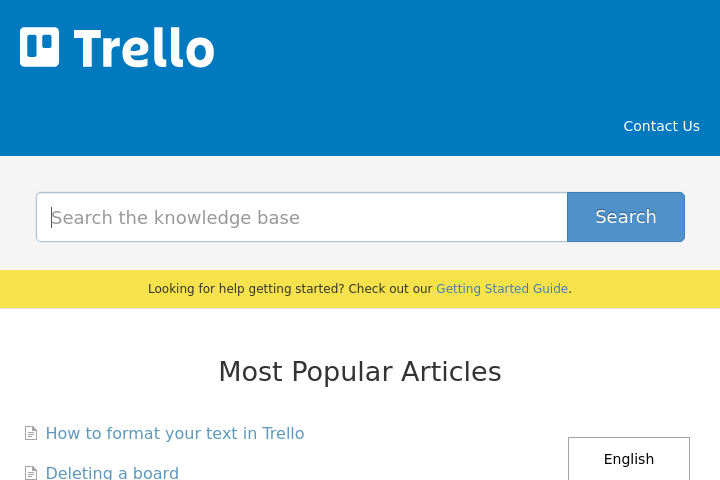 Trello
Contact Us
Search the knowledge base
Search
Looking for help getting started? Check out our Getting Started Guide.
Most Popular Articles
How to format your text in Trello
English
Deleting a board